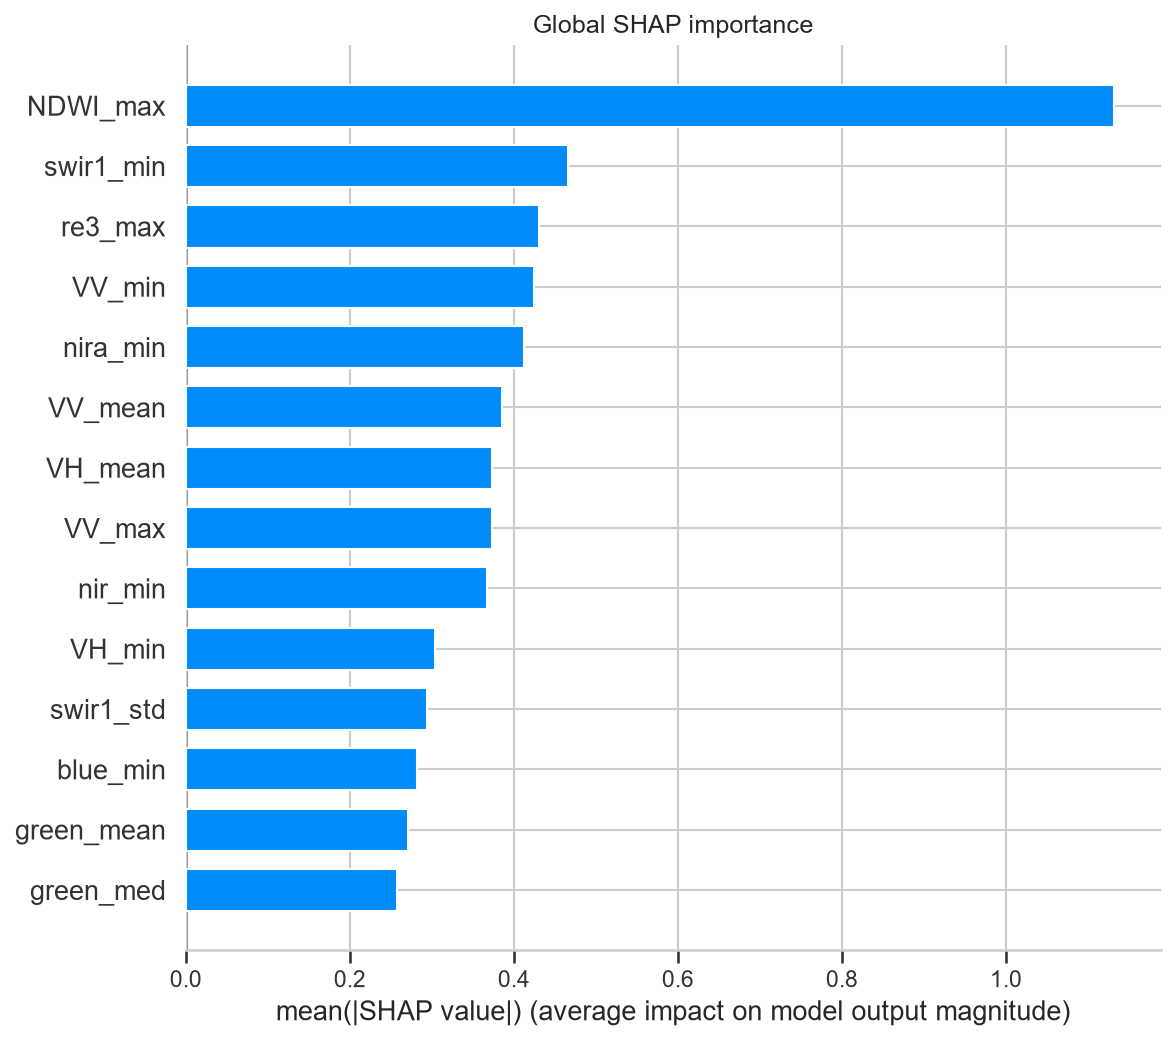 Global SHAP importance
NDWI_max
swir1_min
re3_max
VV_min
nira_min
VV_mean
VH_mean
VV_max
nir_min
VH_min
swir1_std
blue_min
green_mean
green_med
0.0 0.2 0.4 0.6 0.8 1.0
mean(|SHAP value|) (average impact on model output magnitude)